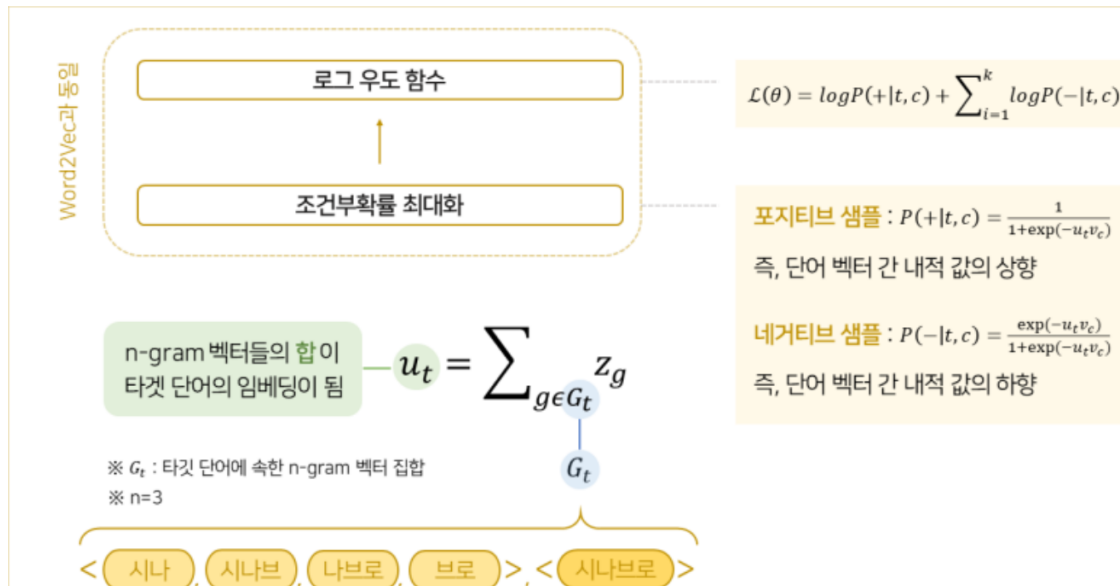 Word2Vec과 동일
로그 우도 함수
조건부확률 최대화
ℒ(θ) = logP(+|t, c) + ∑_{i=1}^{k} logP(−|t, c)
포지티브 샘플 : P(+|t, c) = 1 / (1+exp(−u_t v_c))
즉, 단어 벡터 간 내적 값의 상향
네거티브 샘플 : P(−|t, c) = exp(−u_t v_c) / (1+exp(−u_t v_c))
즉, 단어 벡터 간 내적 값의 하향
n-gram 벡터들의 합이
타겟 단어의 임베딩이 됨
u_t = ∑_{gϵG_t} z_g
G_t
※ G_t : 타깃 단어에 속한 n-gram 벡터 집합
※ n=3
< 시나 , 시나브 , 나브로 , 브로 > , < 시나브로 >